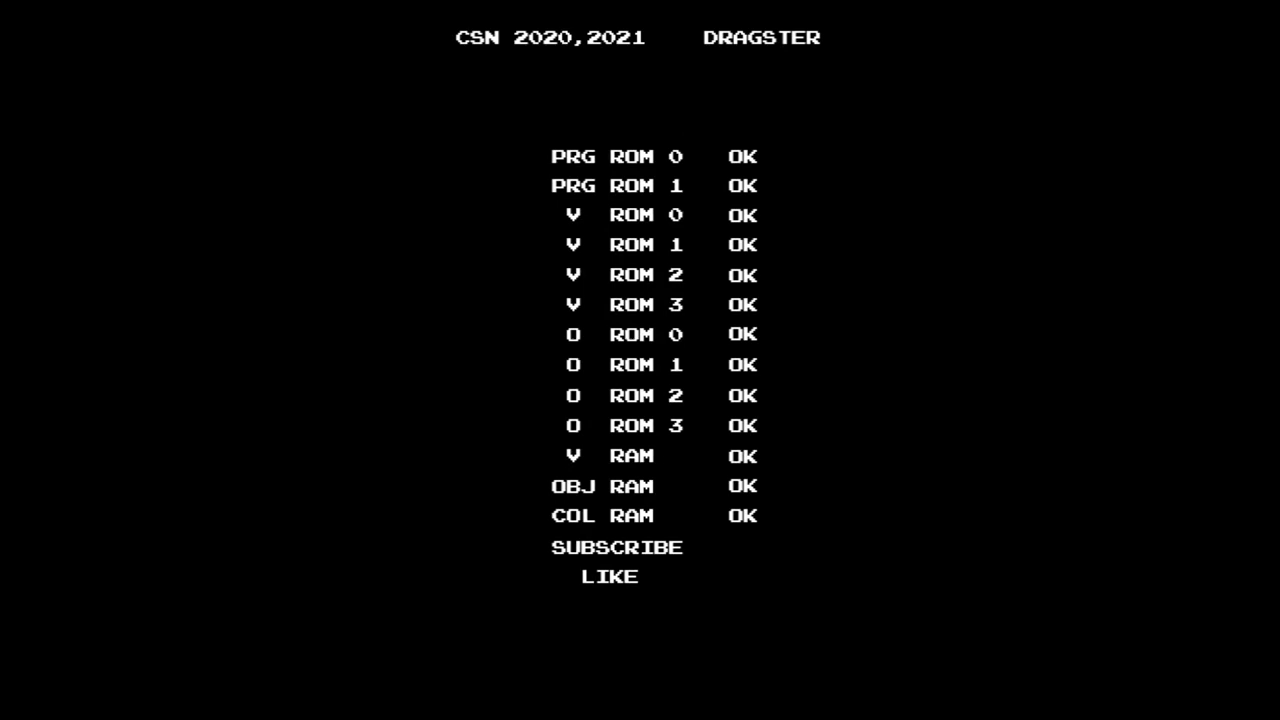 CSN 2020,2021 DRAGSTER
PRG ROM 0 OK
PRG ROM 1 OK
V ROM 0 OK
V ROM 1 OK
V ROM 2 OK
V ROM 3 OK
O ROM 0 OK
O ROM 1 OK
O ROM 2 OK
O ROM 3 OK
V RAM OK
OBJ RAM OK
COL RAM OK
SUBSCRIBE
LIKE